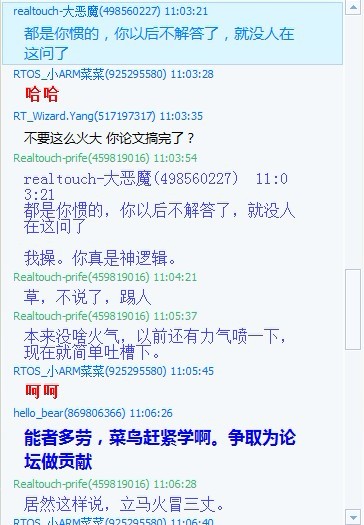 realtouch-大恶魔(498560227) 11:03:21
都是你惯的，你以后不解答了，就没人在
这问了
RTOS_小ARM菜菜(925295580) 11:03:28
哈哈
RT_Wizard.Yang(517197317) 11:03:35
不要这么火大 你论文搞完了？
Realtouch-prife(459819016) 11:03:54
realtouch-大恶魔(498560227) 11:0
3:21
都是你惯的，你以后不解答了，就没人
在这问了
我操。你真是神逻辑。
Realtouch-prife(459819016) 11:04:21
草，不说了，踢人
Realtouch-prife(459819016) 11:05:37
本来没啥火气，以前还有力气喷一下，
现在就简单吐槽下。
RTOS_小ARM菜菜(925295580) 11:05:45
呵呵
hello_bear(869806366) 11:06:26
能者多劳，菜鸟赶紧学啊。争取为论
坛做贡献
Realtouch-prife(459819016) 11:06:28
居然这样说，立马火冒三丈。
RTOS_小ARM菜菜(925295580) 11:06:40